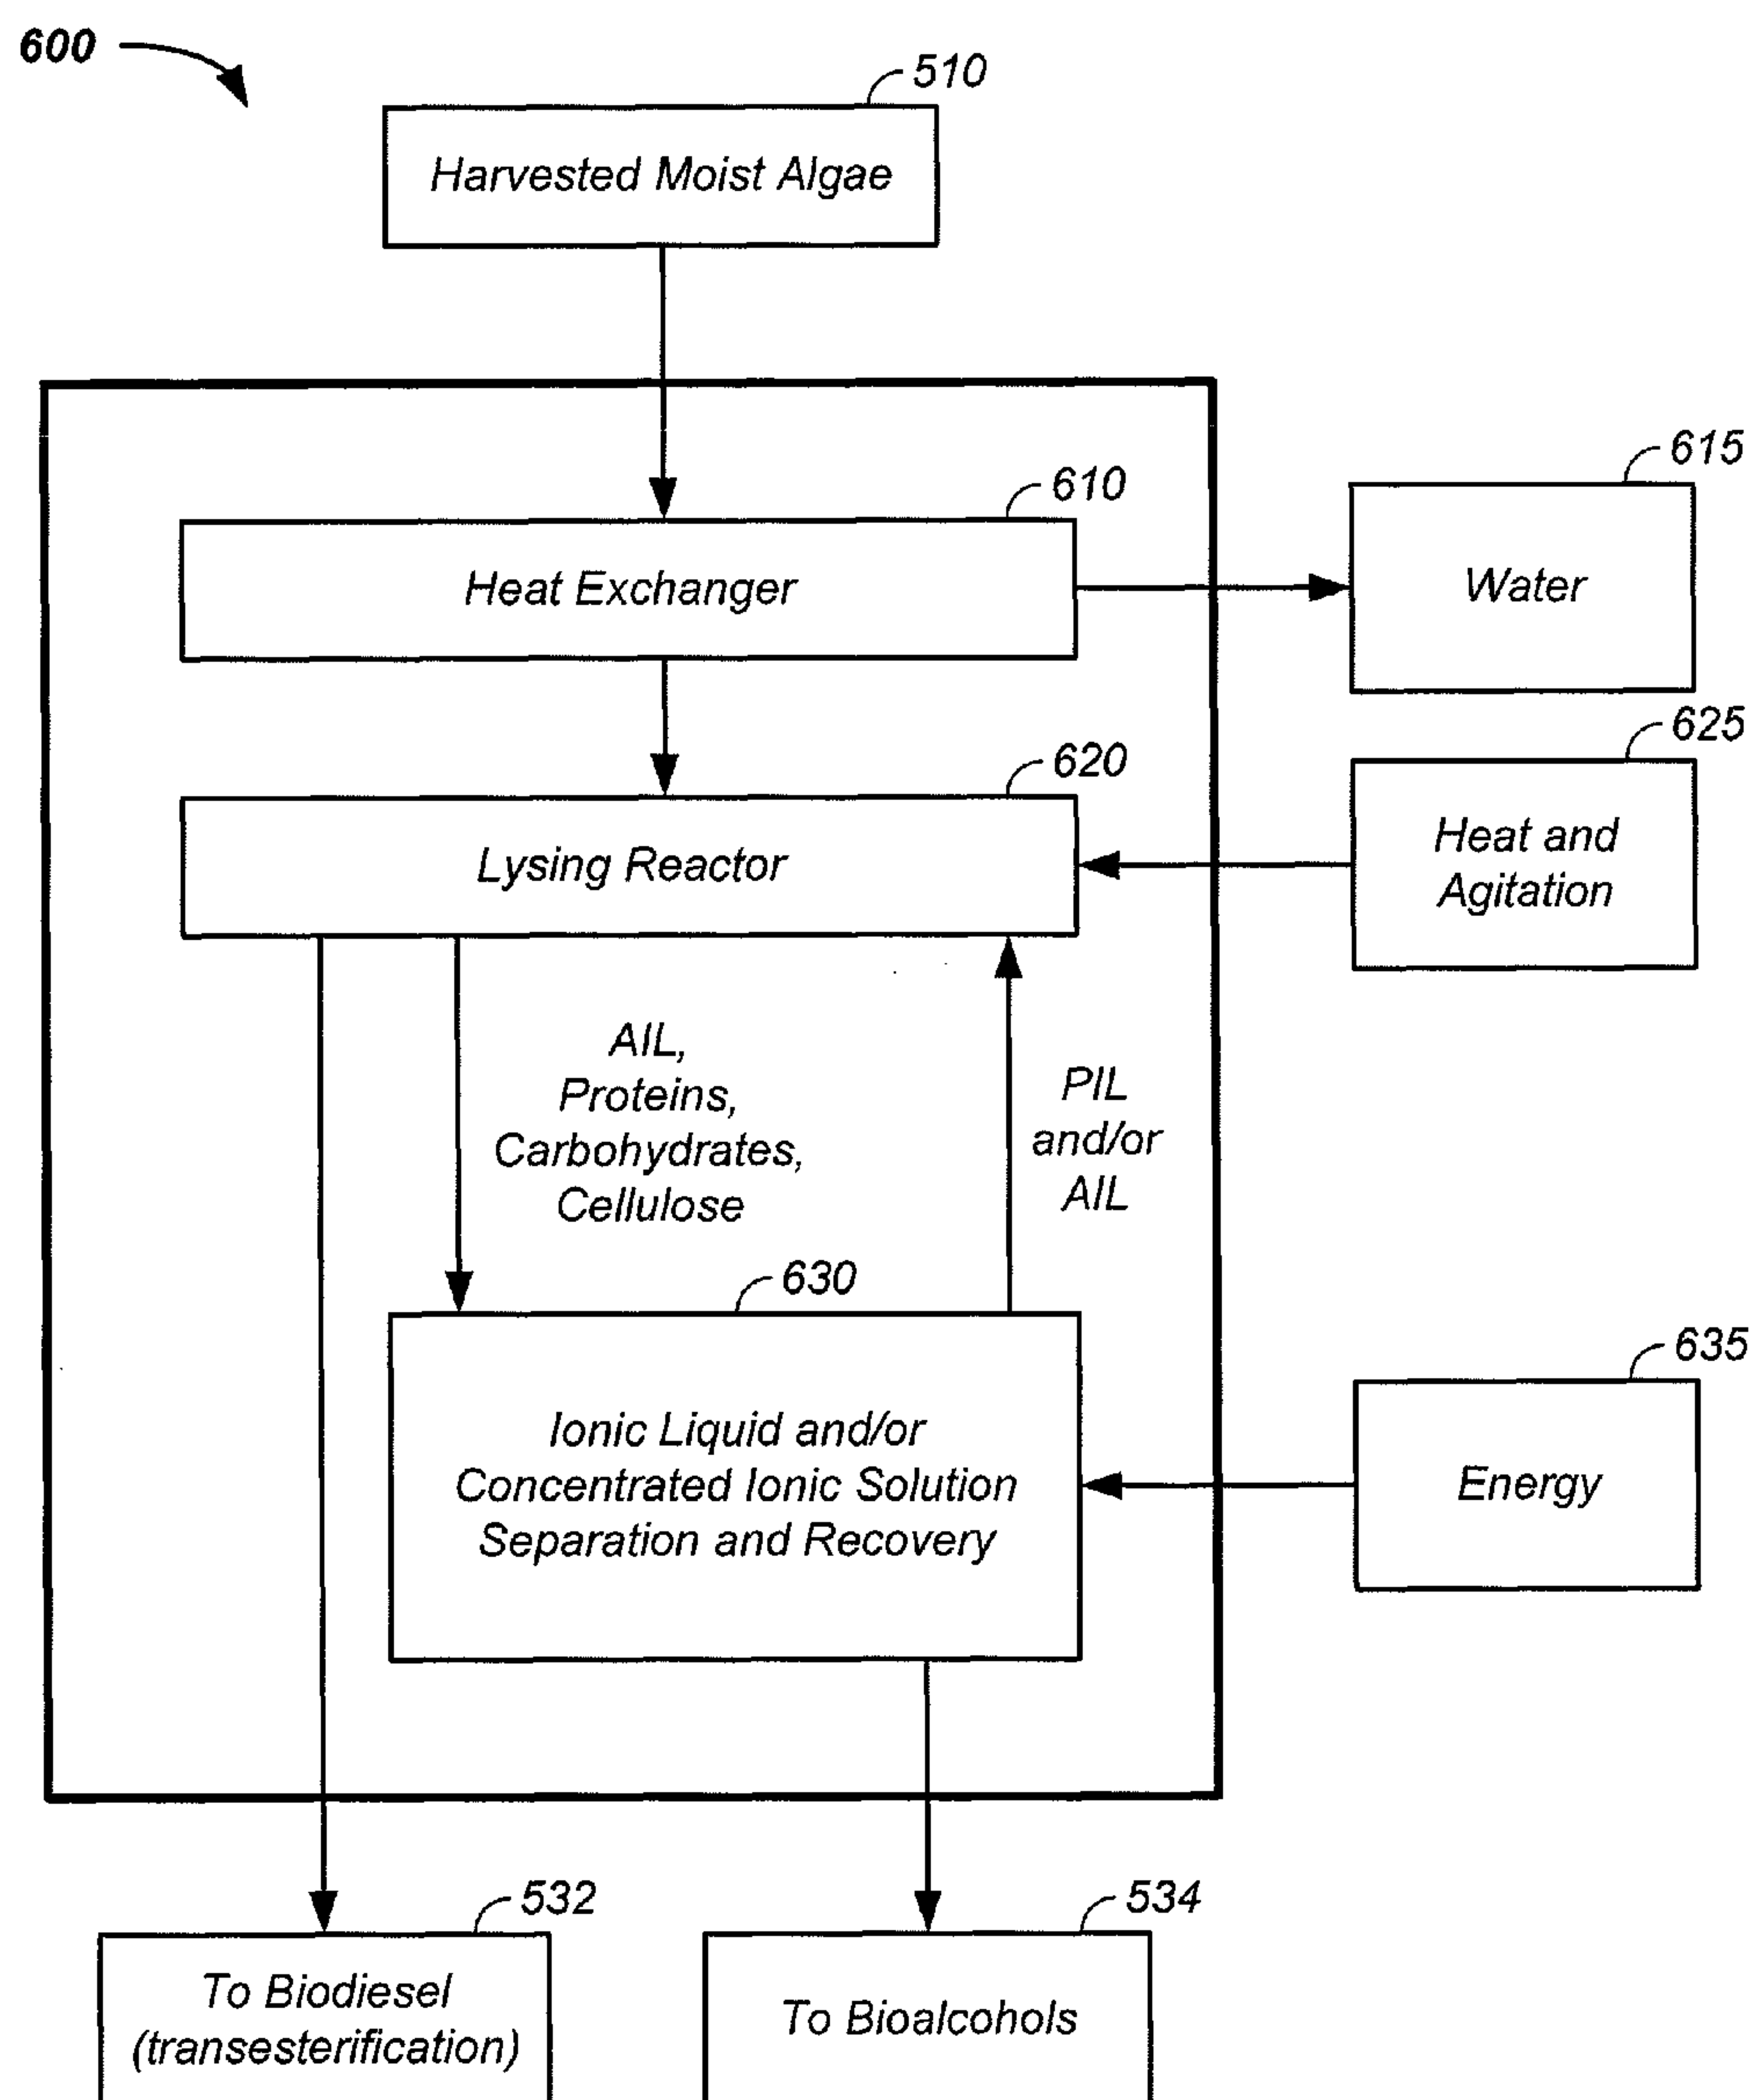 600
510
Harvested Moist Algae
610
Heat Exchanger
615
Water
620
Lysing Reactor
625
Heat and
Agitation
AIL,
Proteins,
Carbohydrates,
Cellulose
PIL
and/or
AIL
630
Ionic Liquid and/or
Concentrated Ionic Solution
Separation and Recovery
635
Energy
532
To Biodiesel
(transesterification)
534
To Bioalcohols